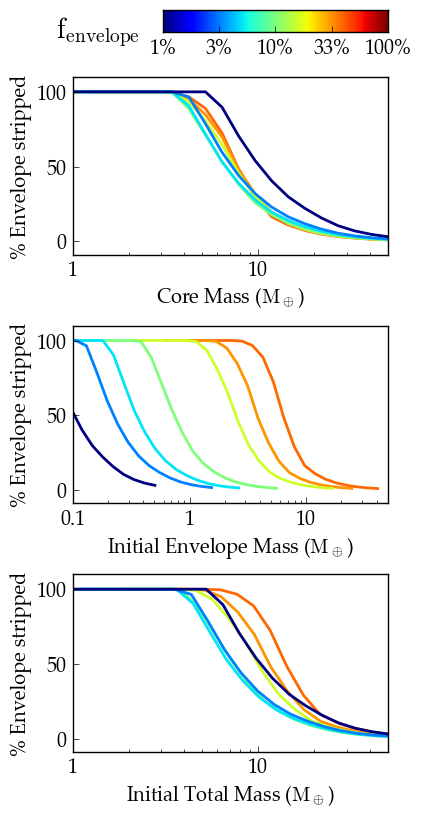 f_envelope
1% 3% 10% 33% 100%
100
50
0
% Envelope stripped
1 10
Core Mass (M⊕)
100
50
0
% Envelope stripped
0.1 1 10
Initial Envelope Mass (M⊕)
100
50
0
% Envelope stripped
1 10
Initial Total Mass (M⊕)